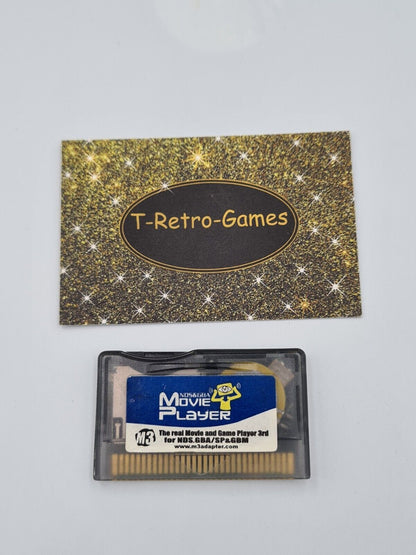 T-Retro-Games
NDS&GBA
MOVIE
PLAYER
M3
The real Movie and Game Player 3rd
for NDS.GBA/SP&GBM
www.m3adapter.com